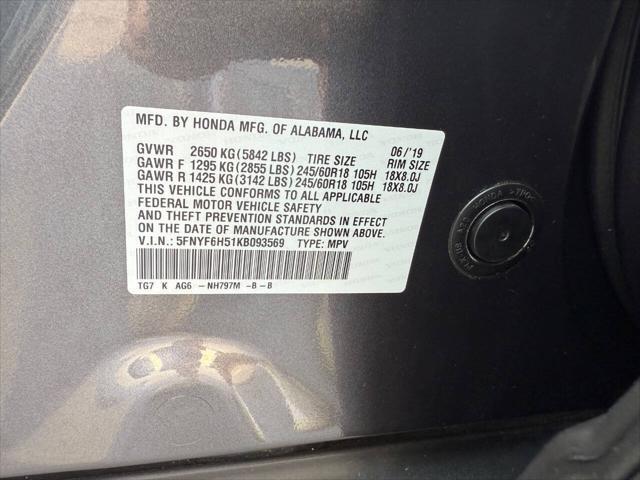 MFD. BY HONDA MFG. OF ALABAMA, LLC
GVWR 2650 KG(5842 LBS) TIRE SIZE 06/'19 RIM SIZE
GAWR F 1295 KG(2855 LBS) 245/60R18 105H 18X8.0J
GAWR R 1425 KG(3142 LBS) 245/60R18 105H 18X8.0J
THIS VEHICLE CONFORMS TO ALL APPLICABLE
FEDERAL MOTOR VEHICLE SAFETY
AND THEFT PREVENTION STANDARDS IN EFFECT
ON THE DATE OF MANUFACTURE SHOWN ABOVE.
V.I.N.: 5FNYF6H51KB093569 TYPE: MPV
TG7 K AG6 -NH797M -B -B
HONDA